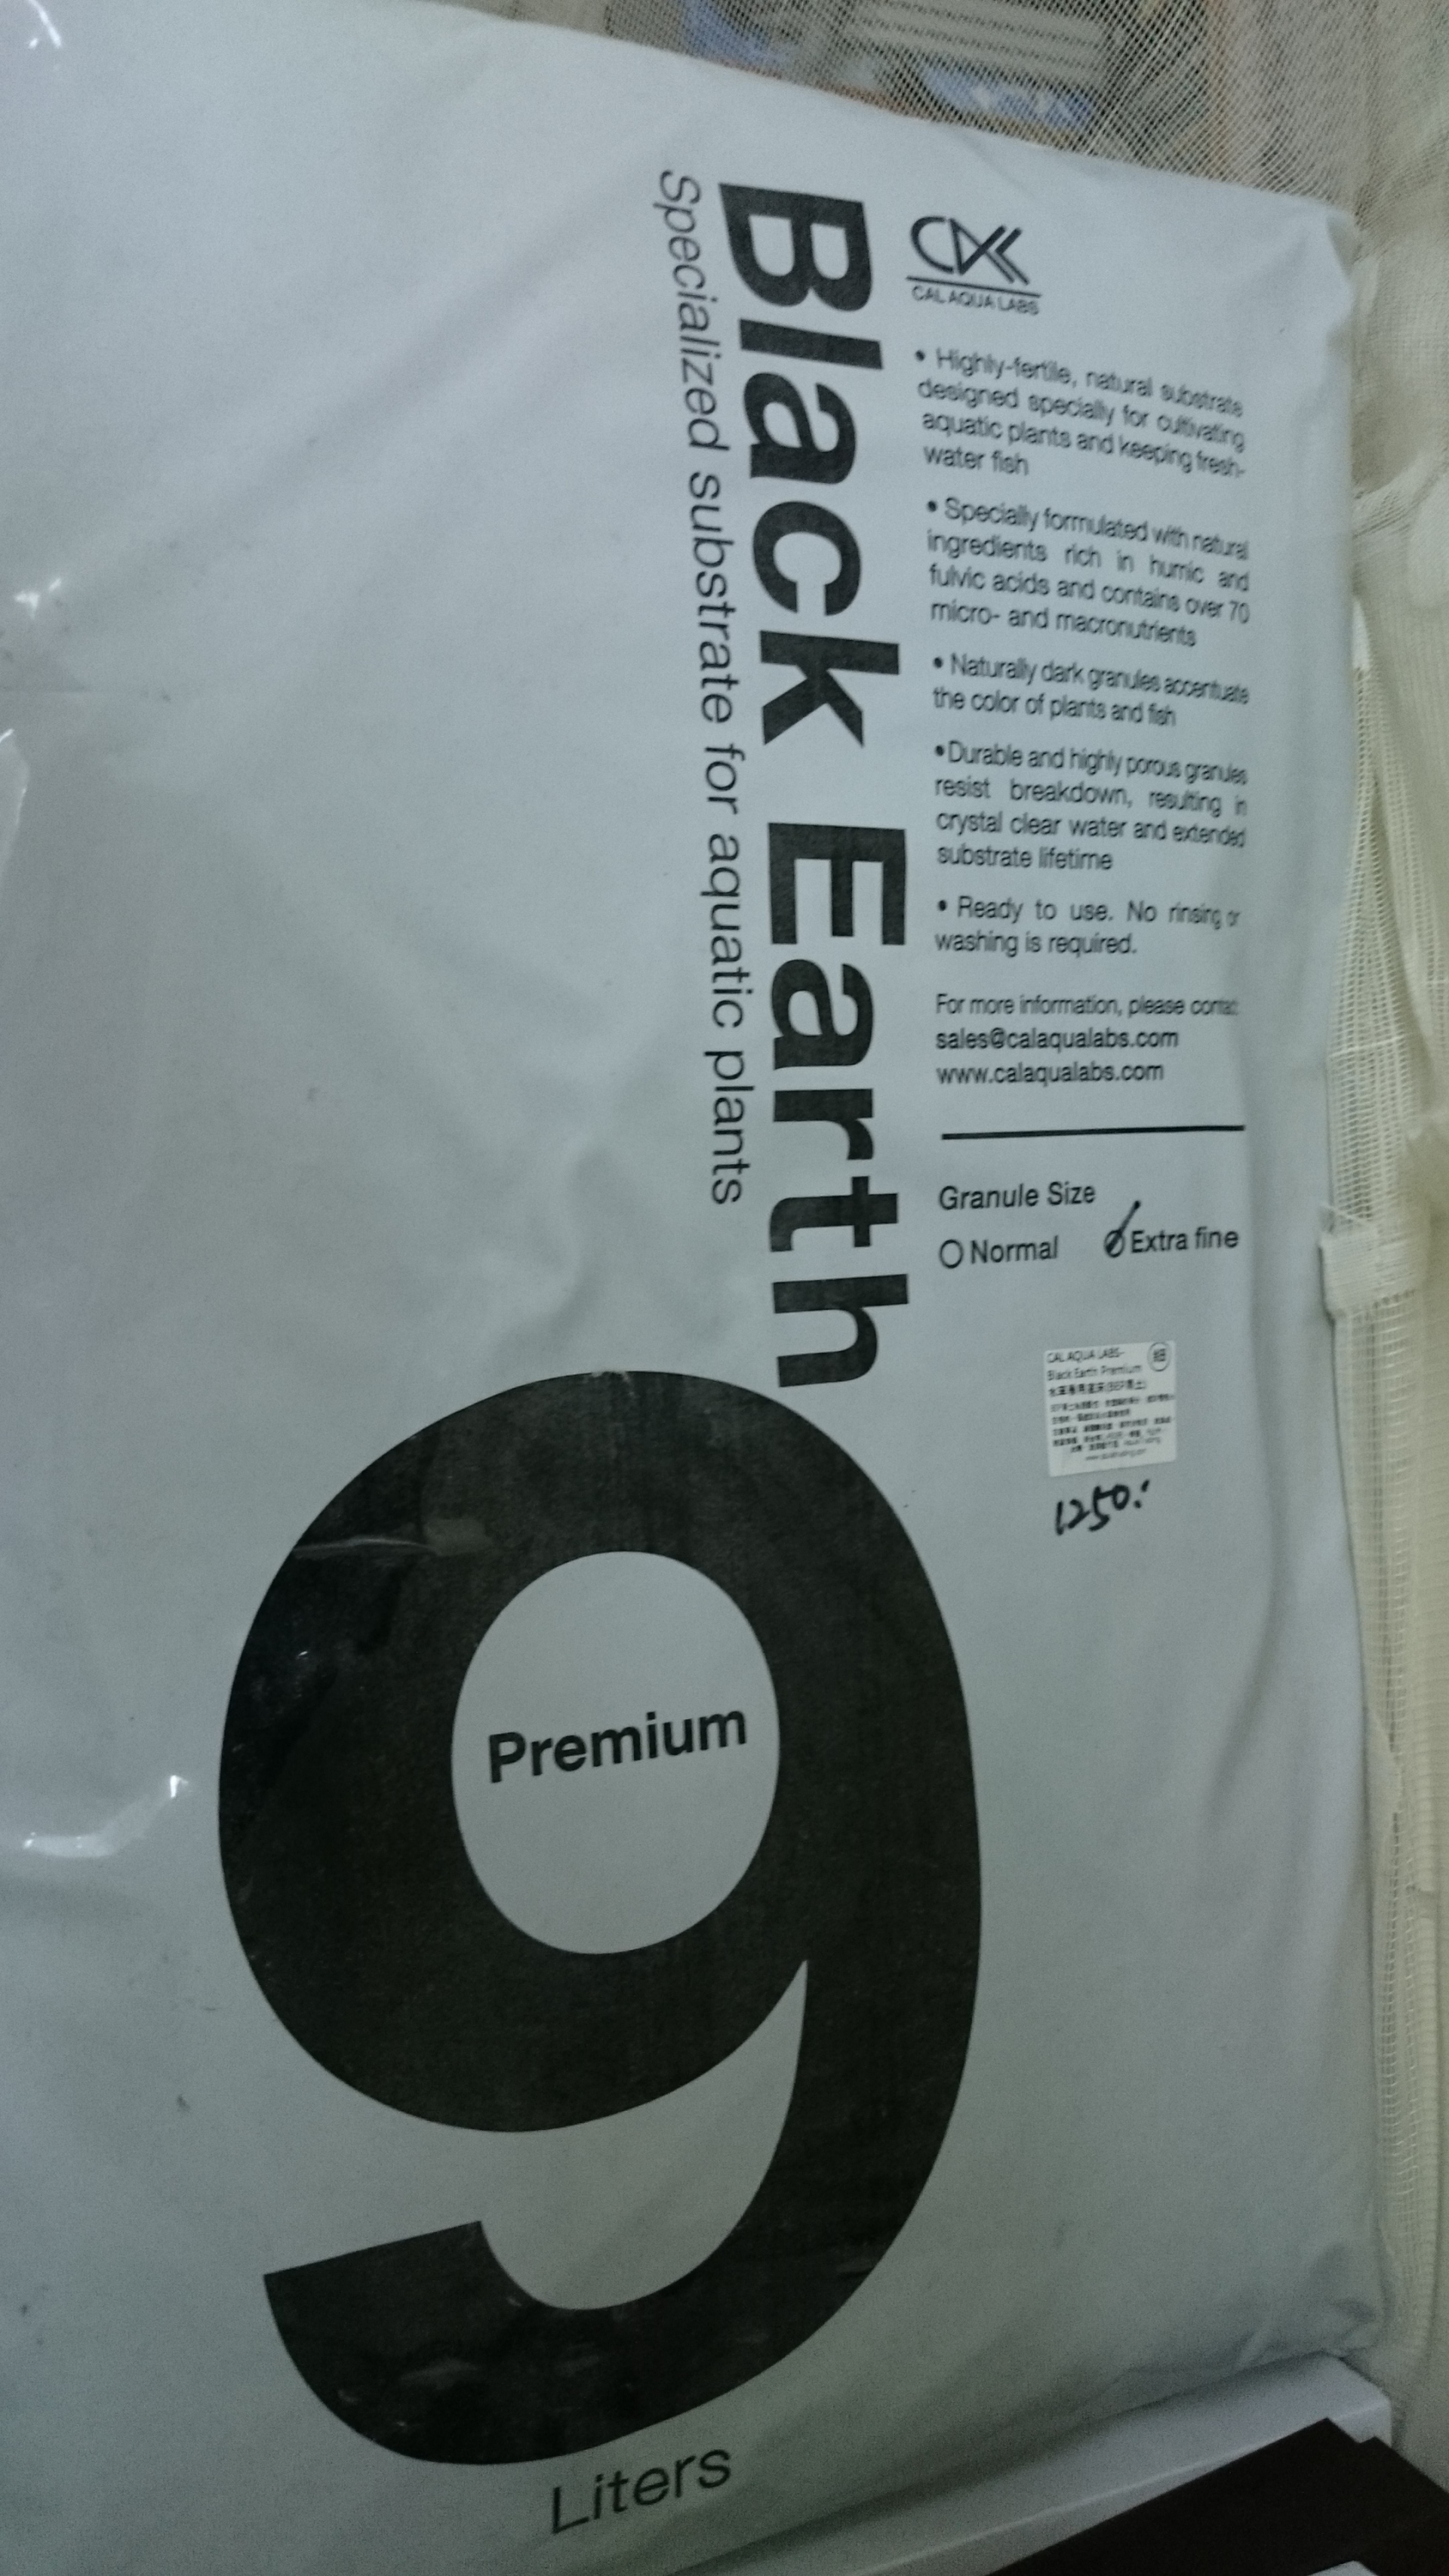 CAL AQUA LABS
Black Earth
Specialized substrate for aquatic plants
• Highly-fertile, natural substrate
designed specially for cultivating
aquatic plants and keeping fresh-
water fish
• Specially formulated with natural
ingredients rich in humic and
fulvic acids and contains over 70
micro- and macronutrients
• Naturally dark granules accentuate
the color of plants and fish
• Durable and highly porous granules
resist breakdown, resulting in
crystal clear water and extended
substrate lifetime
• Ready to use. No rinsing or
washing is required.
For more information, please contact:
sales@calaqualabs.com
www.calaqualabs.com
Granule Size
Normal Extra fine
CAL AQUA LABS-
Black Earth Premium
1250.-
9
Premium
Liters